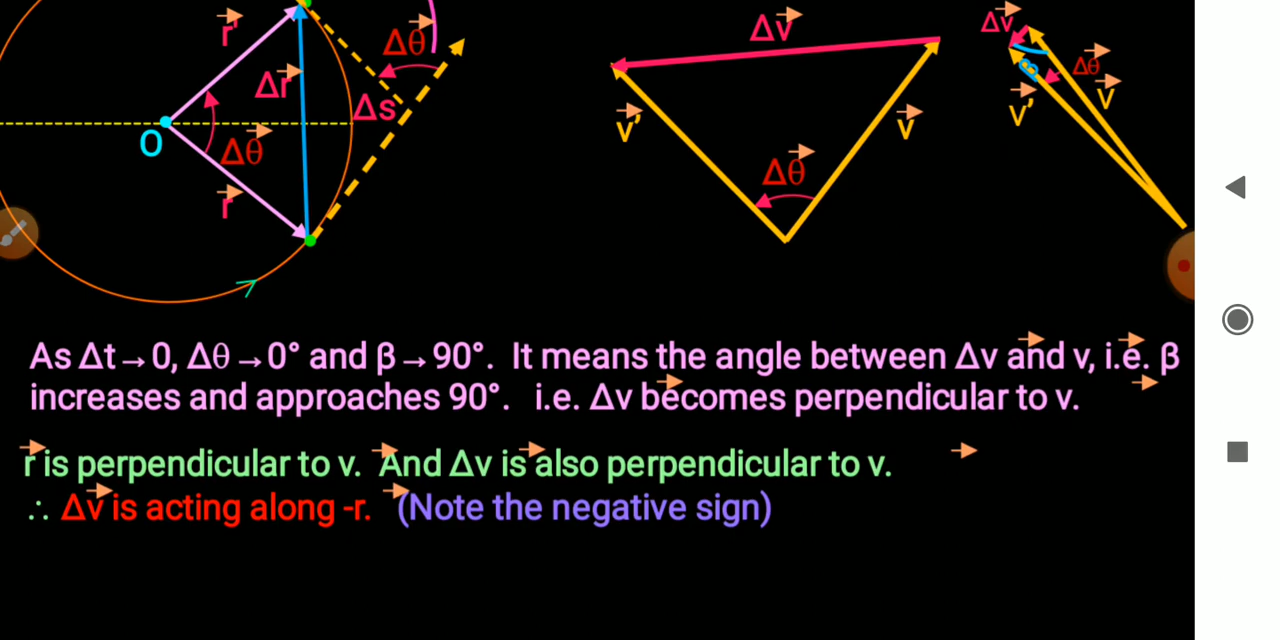 r'
Δr
Δθ
Δs
O
Δθ
r
Δv
v'
v
Δθ
Δv
β
Δθ
v
v'
As Δt→0, Δθ→0° and β→90°. It means the angle between Δv and v, i.e. β
increases and approaches 90°. i.e. Δv becomes perpendicular to v.
r is perpendicular to v. And Δv is also perpendicular to v.
∴ Δv is acting along -r. (Note the negative sign)